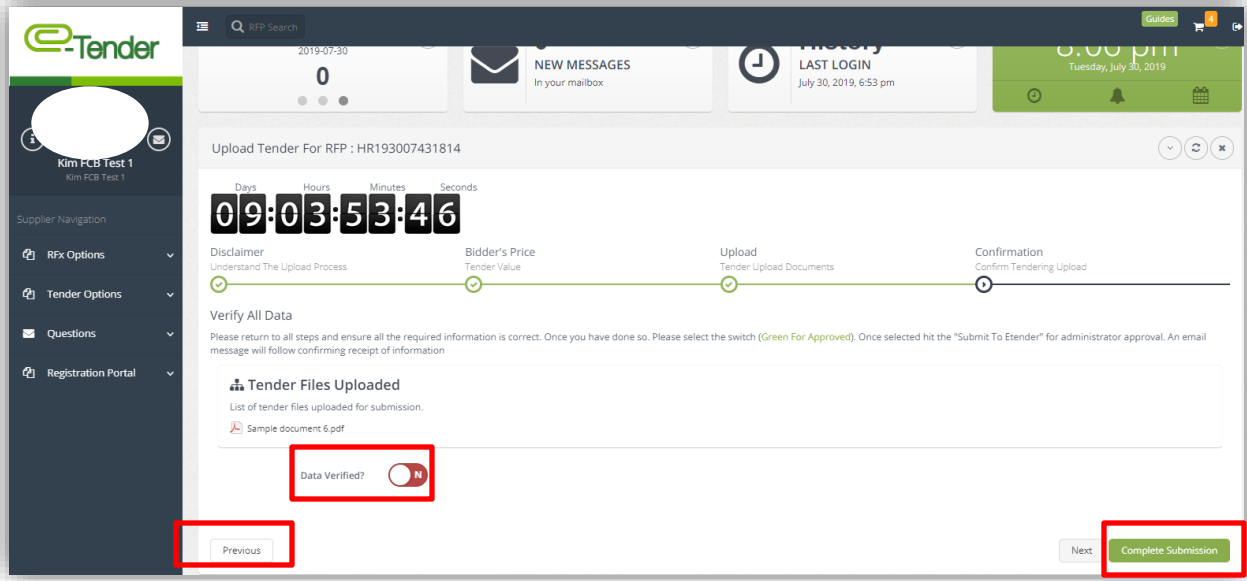 e-Tender
RFP Search
Guides
4
2019-07-30
0
NEW MESSAGES
In your mailbox
History
LAST LOGIN
July 30, 2019, 6:53 pm
8:06 pm
Tuesday, July 30, 2019
Kim FCB Test 1
Kim FCB Test 1
Supplier Navigation
RFx Options
Tender Options
Questions
Registration Portal
Upload Tender For RFP : HR193007431814
Days Hours Minutes Seconds
09:03:53:46
Disclaimer
Understand The Upload Process
Bidder's Price
Tender Value
Upload
Tender Upload Documents
Confirmation
Confirm Tendering Upload
Verify All Data
Please return to all steps and ensure all the required information is correct. Once you have done so. Please select the switch (Green For Approved). Once selected hit the "Submit To Etender" for administrator approval. An email
message will follow confirming receipt of information
Tender Files Uploaded
List of tender files uploaded for submission.
Sample document 6.pdf
Data Verified? N
Previous
Next
Complete Submission